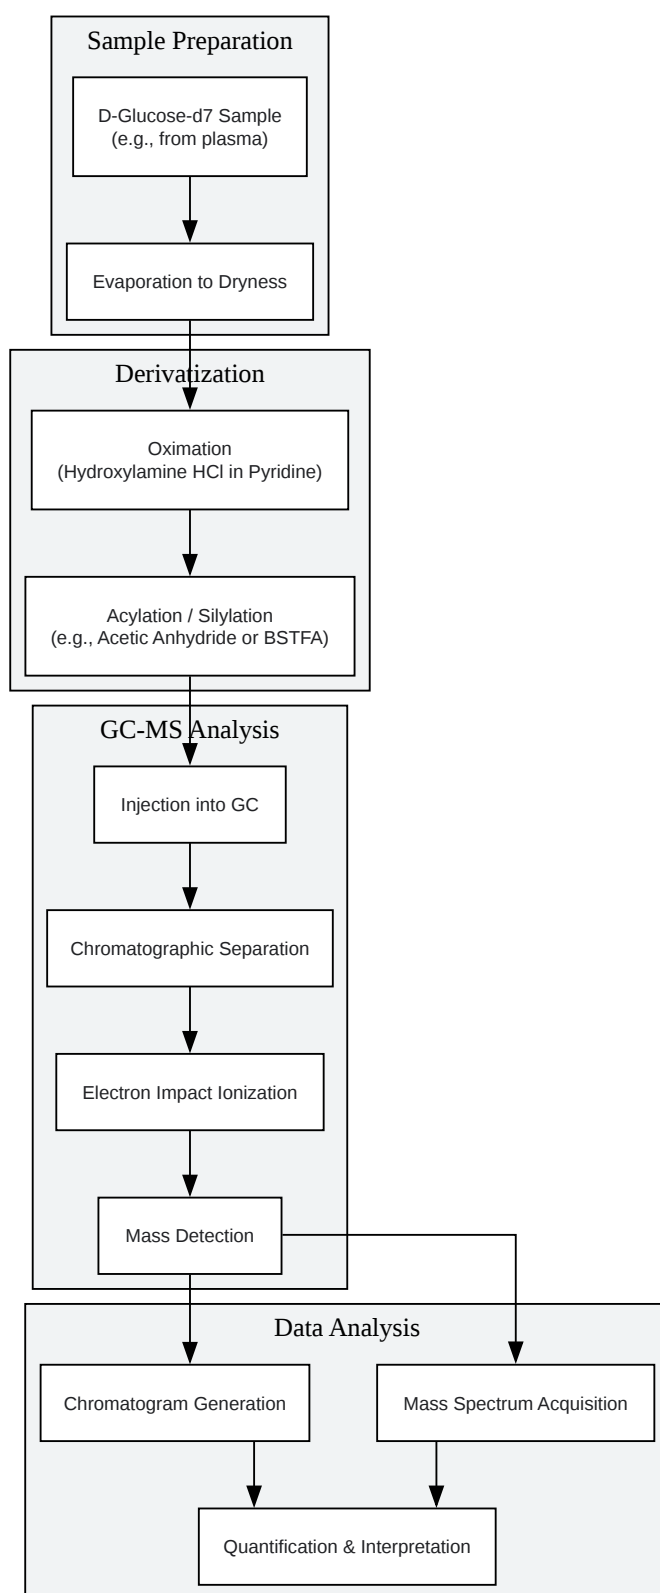 Sample Preparation
D-Glucose-d7 Sample
(e.g., from plasma)
Evaporation to Dryness
Derivatization
Oximation
(Hydroxylamine HCl in Pyridine)
Acylation / Silylation
(e.g., Acetic Anhydride or BSTFA)
GC-MS Analysis
Injection into GC
Chromatographic Separation
Electron Impact Ionization
Mass Detection
Data Analysis
Chromatogram Generation
Mass Spectrum Acquisition
Quantification & Interpretation